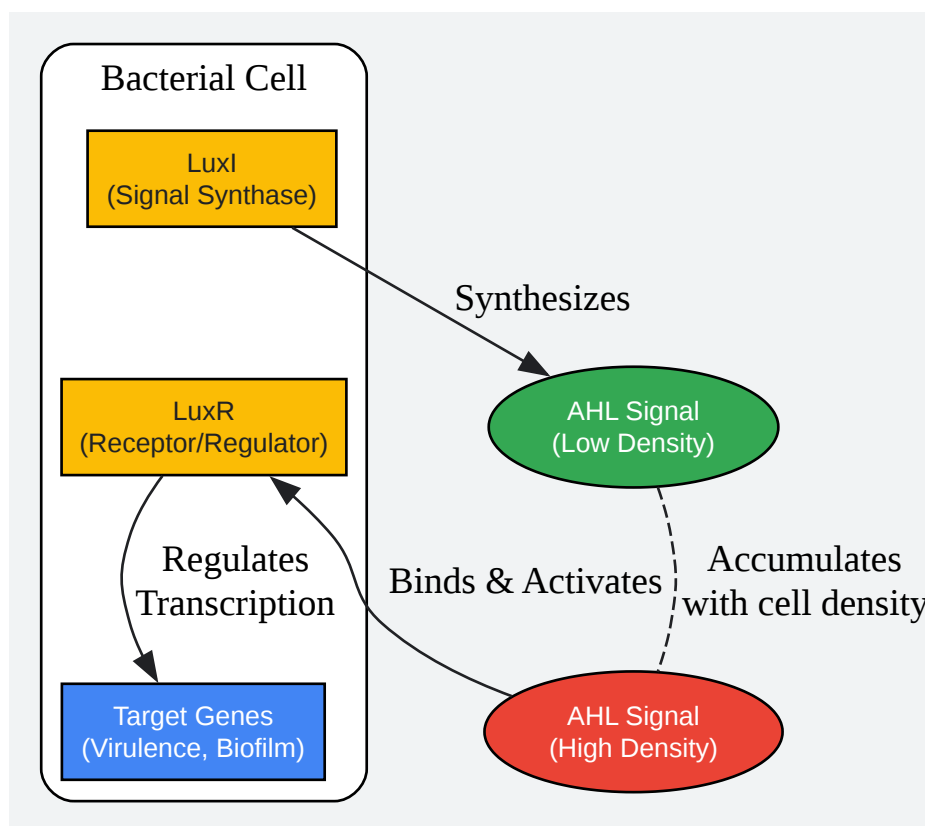 Bacterial Cell
LuxI
(Signal Synthase)
Synthesizes
LuxR
(Receptor/Regulator)
AHL Signal
(Low Density)
Regulates
Transcription
Binds & Activates
Accumulates
with cell density
Target Genes
(Virulence, Biofilm)
AHL Signal
(High Density)